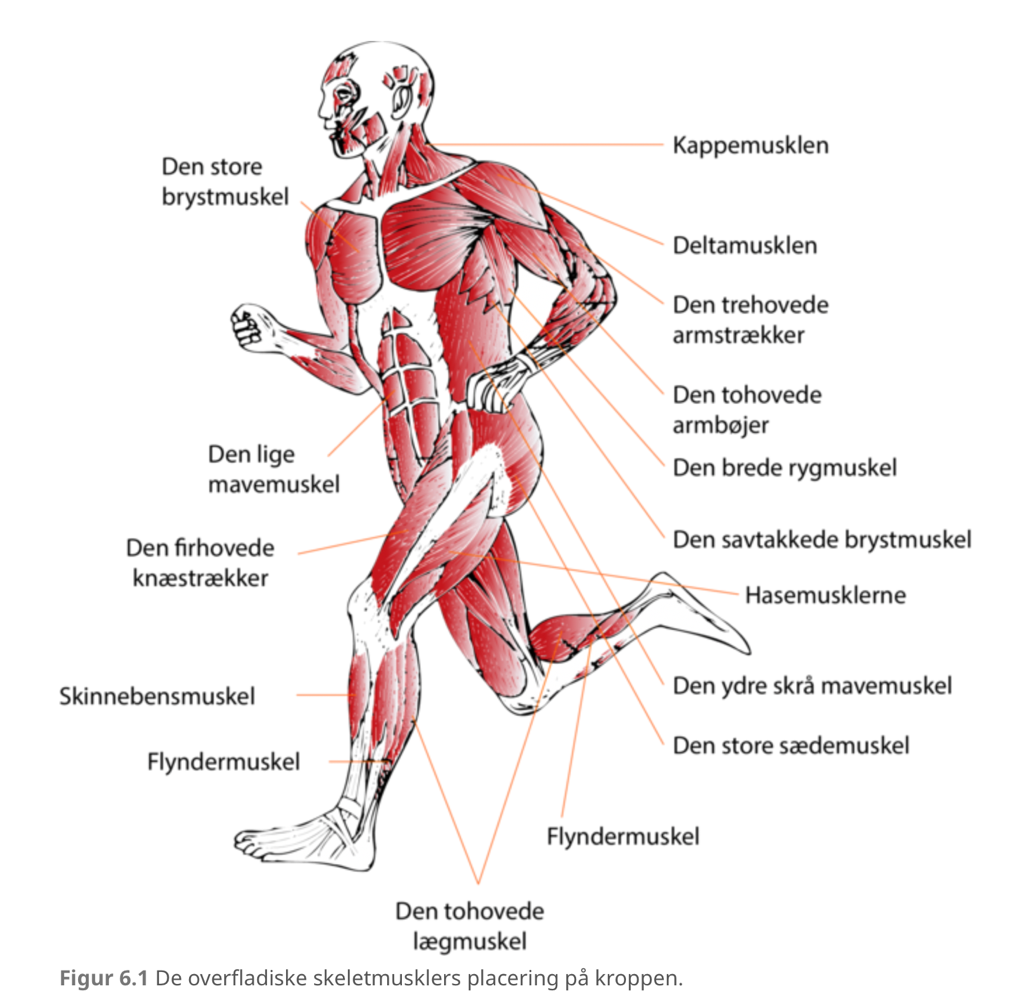 Kappemusklen
Den store
brystmuskel
Deltamusklen
Den trehovede
armstrækker
Den tohovede
armbøjer
Den lige
mavemuskel
Den brede rygmuskel
Den savtakkede brystmuskel
Den firhovede
knæstrækker
Hasemusklerne
Skinnebensmuskel
Den ydre skrå mavemuskel
Den store sædemuskel
Flyndermuskel
Flyndermuskel
Den tohovede
lægmuskel
Figur 6.1 De overfladiske skeletmusklers placering på kroppen.